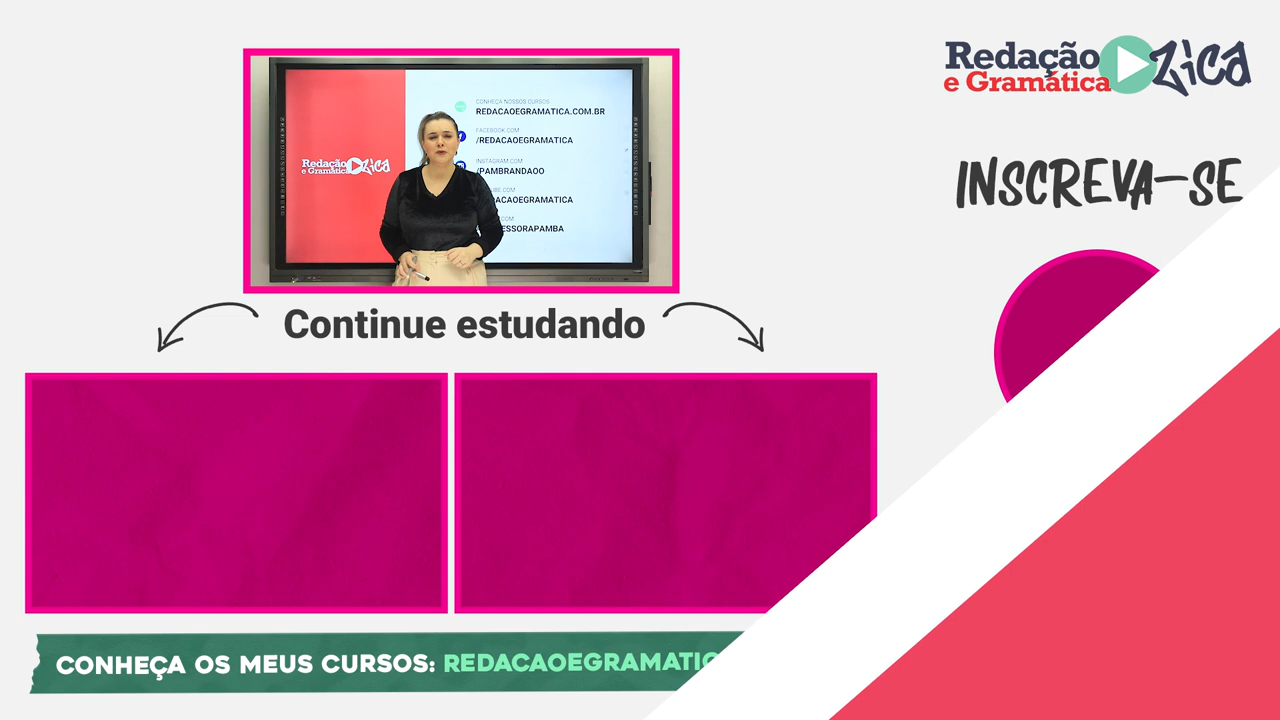 Redação
e Gramática
Zica
INSCREVA-SE
CONHEÇA NOSSOS CURSOS
REDACAOEGRAMATICA.COM.BR
FACEBOOK.COM
/REDACAOEGRAMATICA
INSTAGRAM.COM
/PAMBRANDAOO
Redação
e Gramática
Zica
Continue estudando
CONHEÇA OS MEUS CURSOS: REDACAOEGRAMATIC